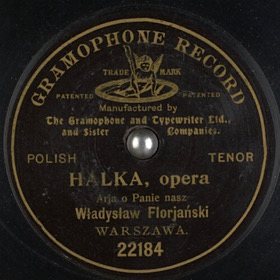 GRAMOPHONE RECORD
TRADE MARK
PATENTED PATENTED
Manufactured by
The Gramophone and Typewriter Ltd.,
and Sister Companies.
POLISH TENOR
HALKA, opera
Arja o Panie nasz
Władysław Florjański
WARSZAWA.
22184